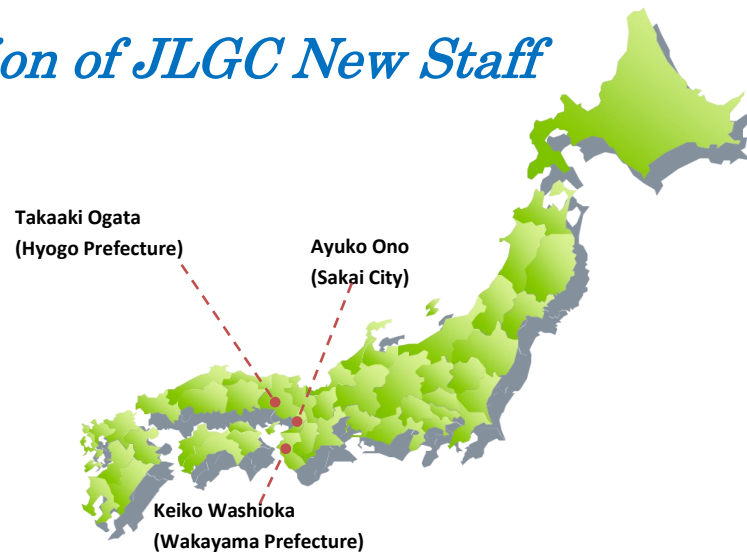 ion of JLGC New Staff
Takaaki Ogata
(Hyogo Prefecture)
Ayuko Ono
(Sakai City)
Keiko Washioka
(Wakayama Prefecture)